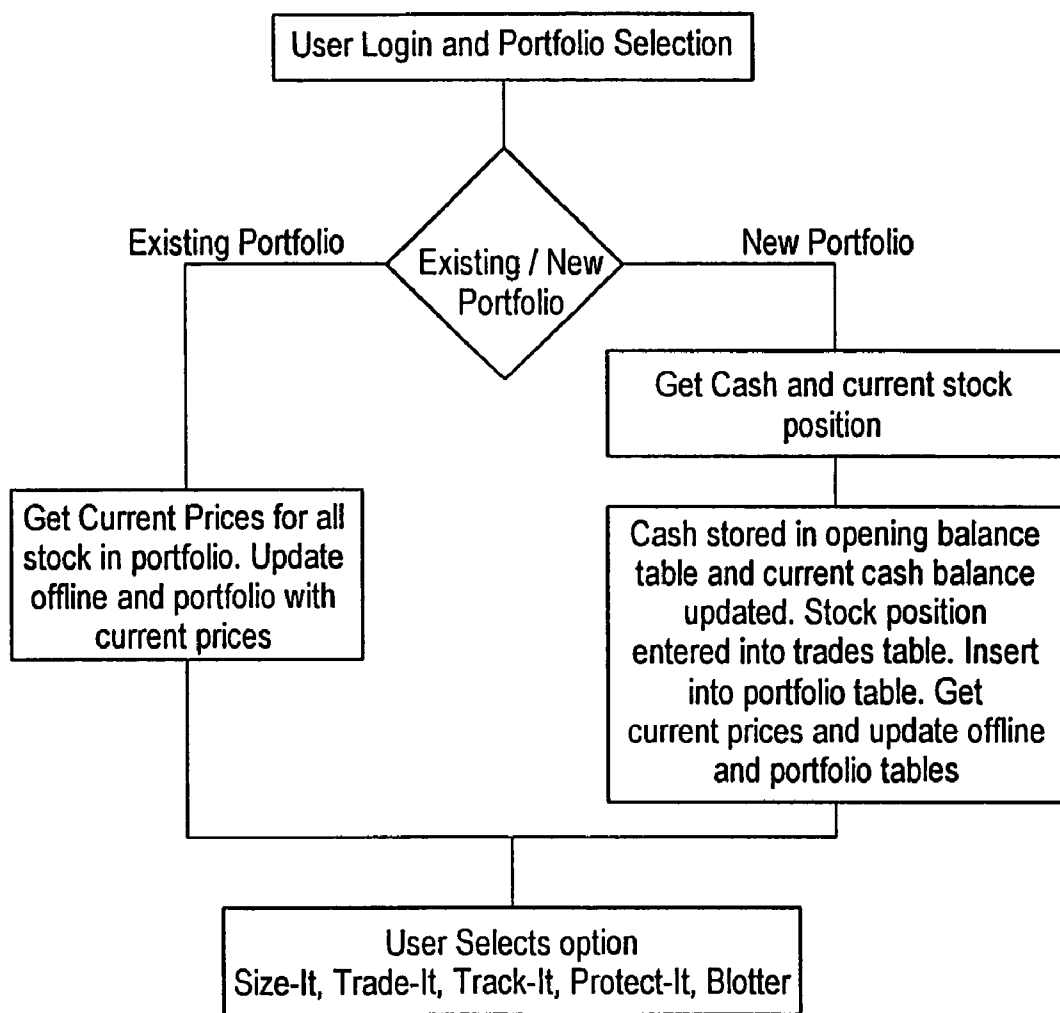 User Login and Portfolio Selection
Existing Portfolio
Existing / New
Portfolio
New Portfolio
Get Cash and current stock
position
Get Current Prices for all
stock in portfolio. Update
offline and portfolio with
current prices
Cash stored in opening balance
table and current cash balance
updated. Stock position
entered into trades table. Insert
into portfolio table. Get
current prices and update offline
and portfolio tables
User Selects option
Size-It, Trade-It, Track-It, Protect-It, Blotter